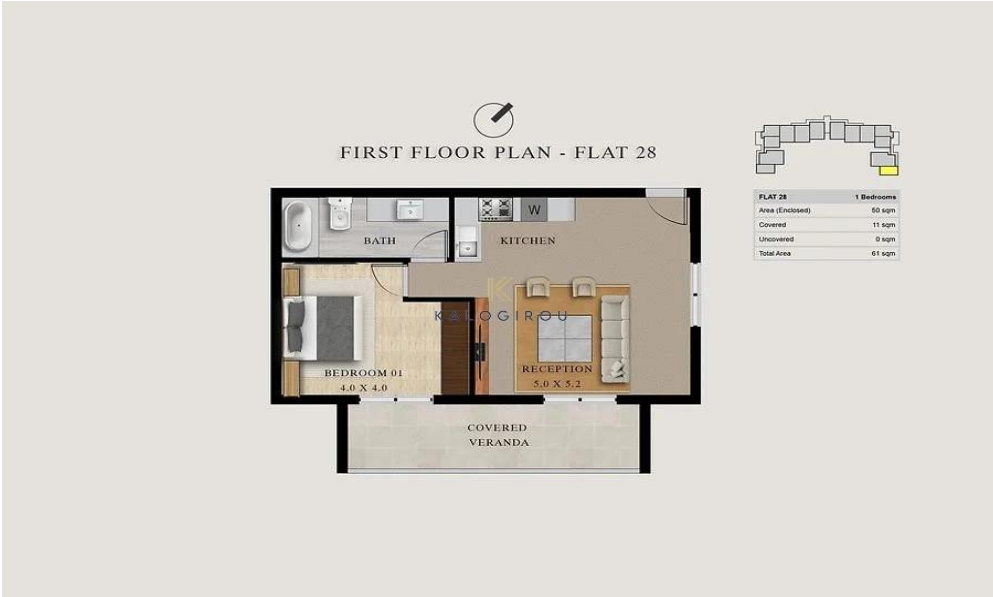 FIRST FLOOR PLAN - FLAT 28
FLAT 28 1 Bedrooms
Area (Enclosed) 50 sqm
Covered 11 sqm
Uncovered 0 sqm
Total Area 61 sqm
W
BATH
KITCHEN
K
KALOGIROU
RECEPTION
5.0 X 5.2
BEDROOM 01
4.0 X 4.0
COVERED
VERANDA